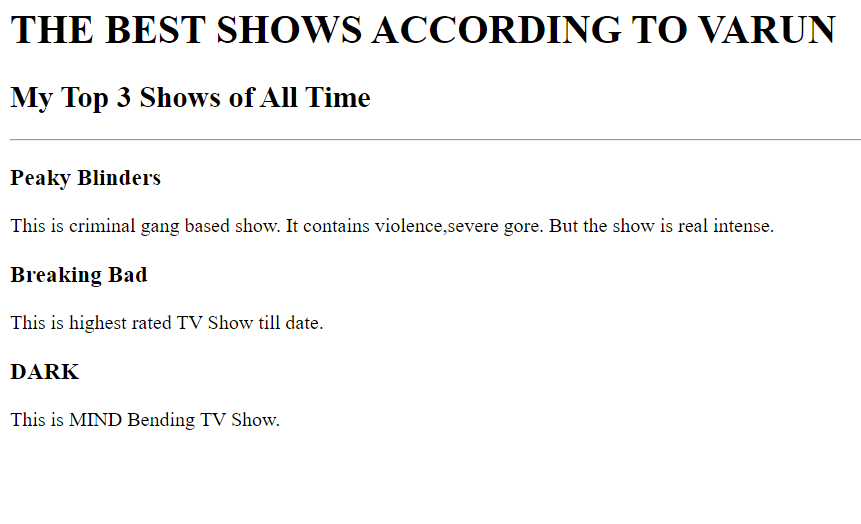 THE BEST SHOWS ACCORDING TO VARUN
My Top 3 Shows of All Time
Peaky Blinders
This is criminal gang based show. It contains violence,severe gore. But the show is real intense.
Breaking Bad
This is highest rated TV Show till date.
DARK
This is MIND Bending TV Show.